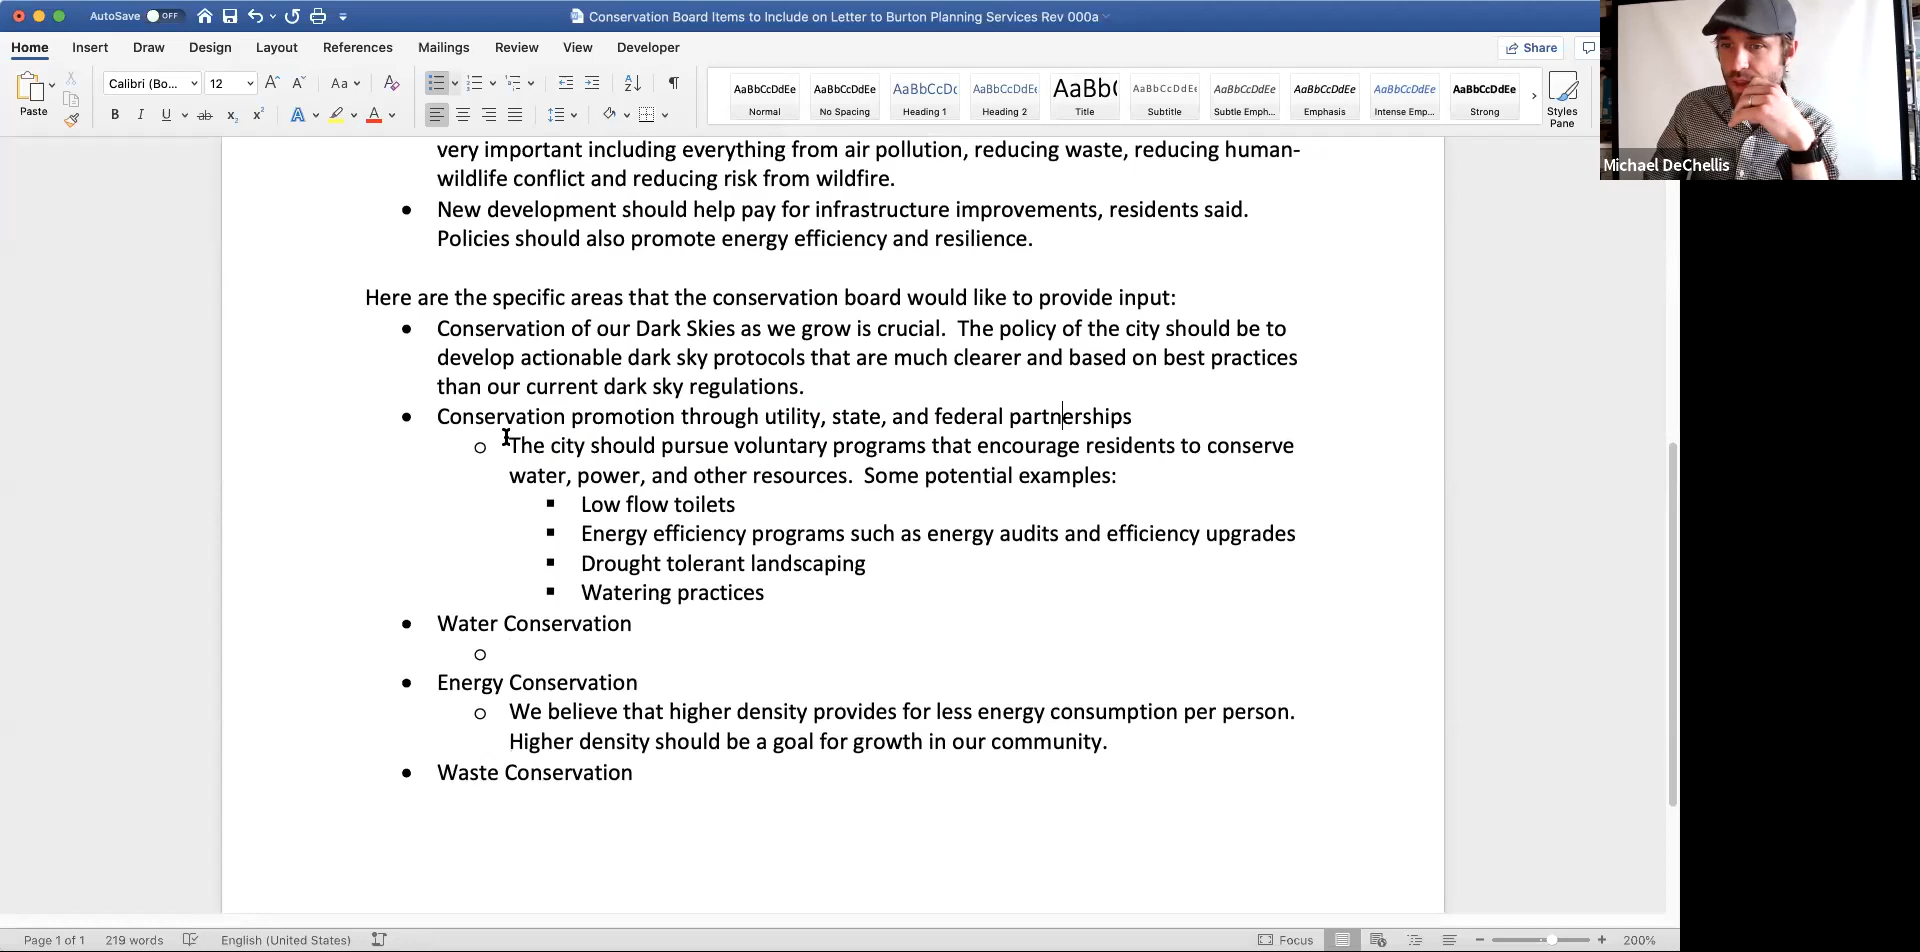 AutoSave OFF
Conservation Board Items to Include on Letter to Burton Planning Services Rev 000a
Home Insert Draw Design Layout References Mailings Review View Developer Share
Paste
Calibri (Bo... 12 Aa
AaBbCcDdEe AaBbCcDdEe AaBbCcDc AaBbCcDdEe AaBb( AaBbCcDdEe AaBbCcDdEe AaBbCcDdEe AaBbCcDdEe AaBbCcDdEe
Normal No Spacing Heading 1 Heading 2 Title Subtitle Subtle Emph... Emphasis Intense Emp... Strong
Styles
Pane
Michael DeChellis
very important including everything from air pollution, reducing waste, reducing human-
wildlife conflict and reducing risk from wildfire.
• New development should help pay for infrastructure improvements, residents said.
Policies should also promote energy efficiency and resilience.
Here are the specific areas that the conservation board would like to provide input:
• Conservation of our Dark Skies as we grow is crucial.  The policy of the city should be to
develop actionable dark sky protocols that are much clearer and based on best practices
than our current dark sky regulations.
• Conservation promotion through utility, state, and federal partnerships
o The city should pursue voluntary programs that encourage residents to conserve
water, power, and other resources.  Some potential examples:
▪ Low flow toilets
▪ Energy efficiency programs such as energy audits and efficiency upgrades
▪ Drought tolerant landscaping
▪ Watering practices
• Water Conservation
o
• Energy Conservation
o We believe that higher density provides for less energy consumption per person.
Higher density should be a goal for growth in our community.
• Waste Conservation
Page 1 of 1 219 words English (United States) Focus 200%